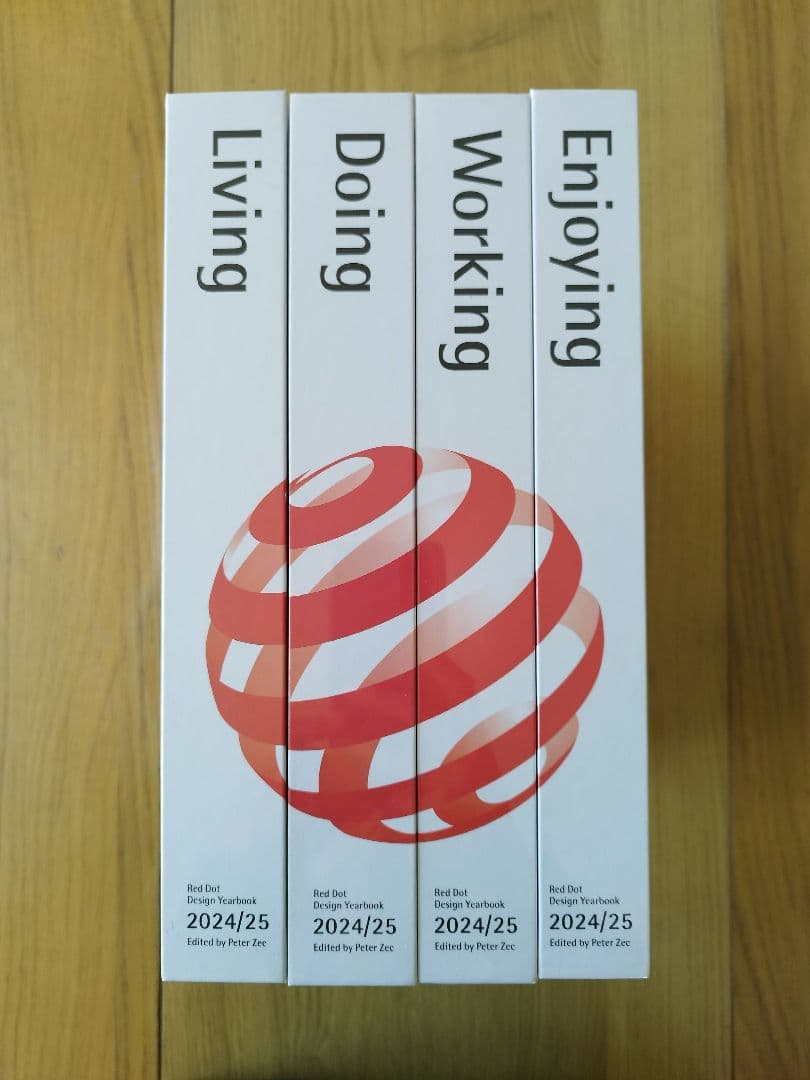 Living
Doing
Working
Enjoying
Red Dot
Design Yearbook
2024/25
Edited by Peter Zec
Red Dot
Design Yearbook
2024/25
Edited by Peter Zec
Red Dot
Design Yearbook
2024/25
Edited by Peter Zec
Red Dot
Design Yearbook
2024/25
Edited by Peter Zec